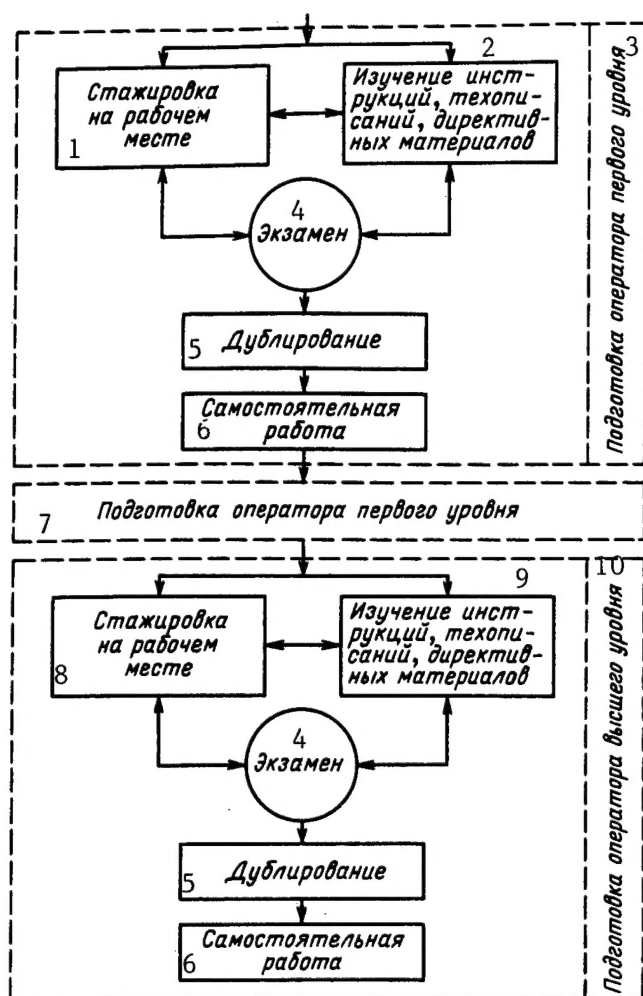 3
Подготовка оператора первого уровня
2
Стажировка
на рабочем
месте
1
Изучение инст-
рукций, техопи-
саний, директив-
ных материалов
4
Экзамен
5 Дублирование
Самостоятельная
6 работа
7 Подготовка оператора первого уровня
10
Подготовка оператора высшего уровня
9
Стажировка
на рабочем
месте
8
Изучение инст-
рукций, техопи-
саний, директив-
ных материалов
4
Экзамен
5 Дублирование
Самостоятельная
6 работа